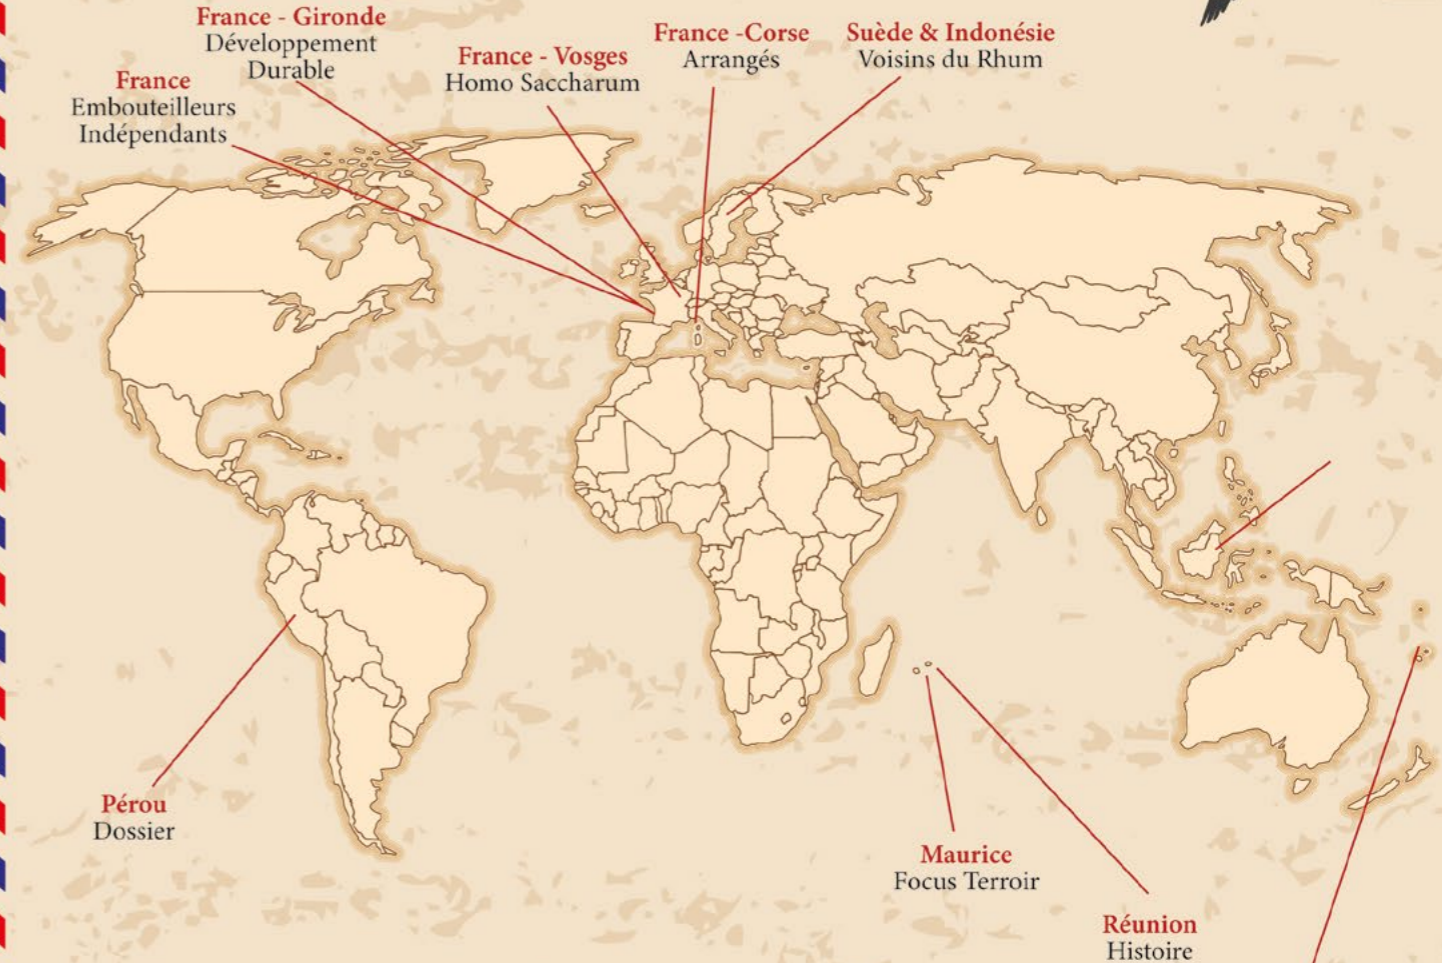 France - Gironde
Développement
Durable
France
Embouteilleurs
Indépendants
France - Vosges
Homo Saccharum
France -Corse
Arrangés
Suède & Indonésie
Voisins du Rhum
Pérou
Dossier
Maurice
Focus Terroir
Réunion
Histoire